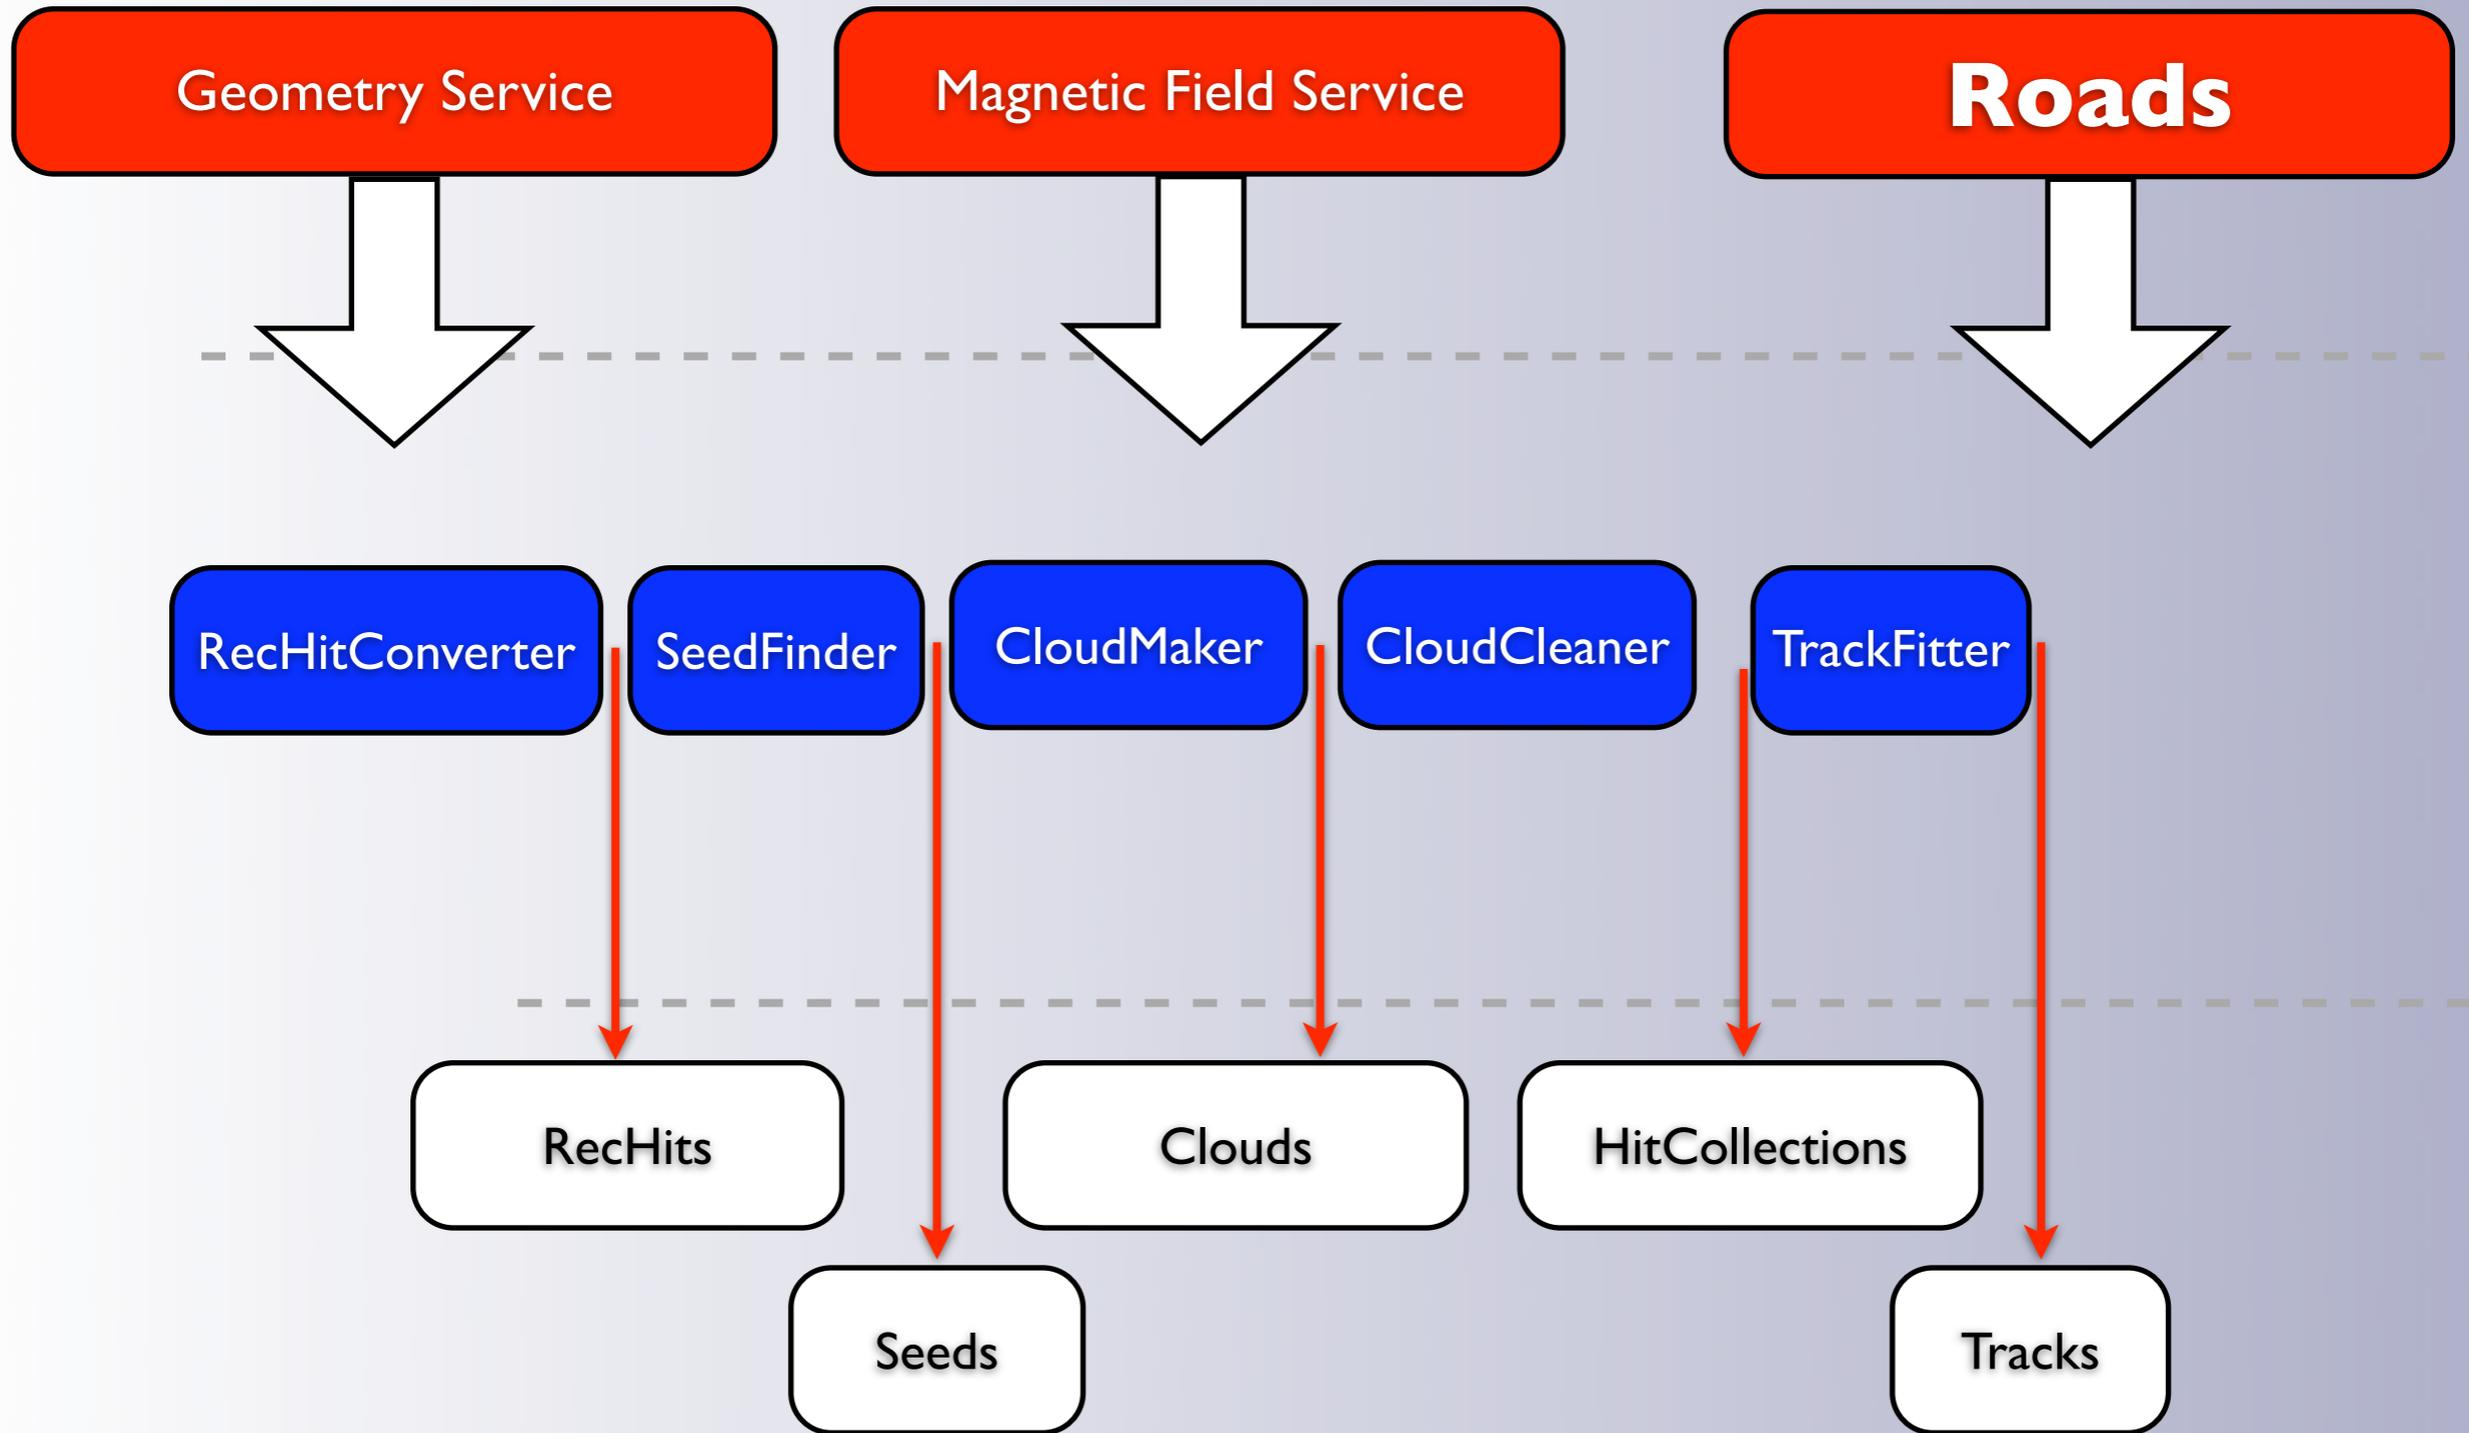 Geometry Service
Magnetic Field Service
Roads
RecHitConverter
SeedFinder
CloudMaker
CloudCleaner
TrackFitter
RecHits
Clouds
HitCollections
Seeds
Tracks